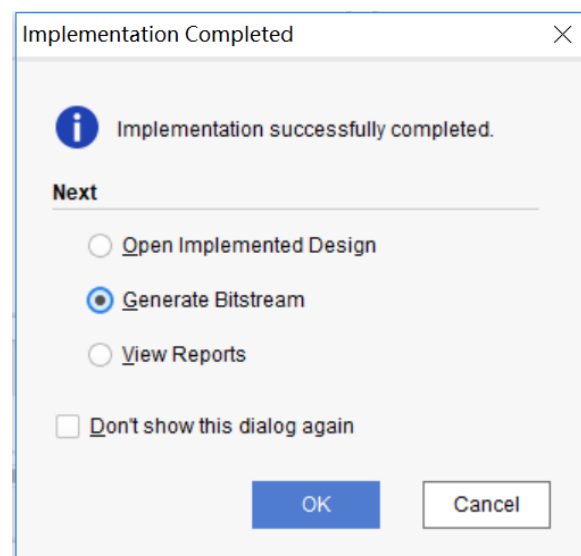 Implementation Completed
Implementation successfully completed.
Next
Open Implemented Design
Generate Bitstream
View Reports
Don't show this dialog again
OK
Cancel